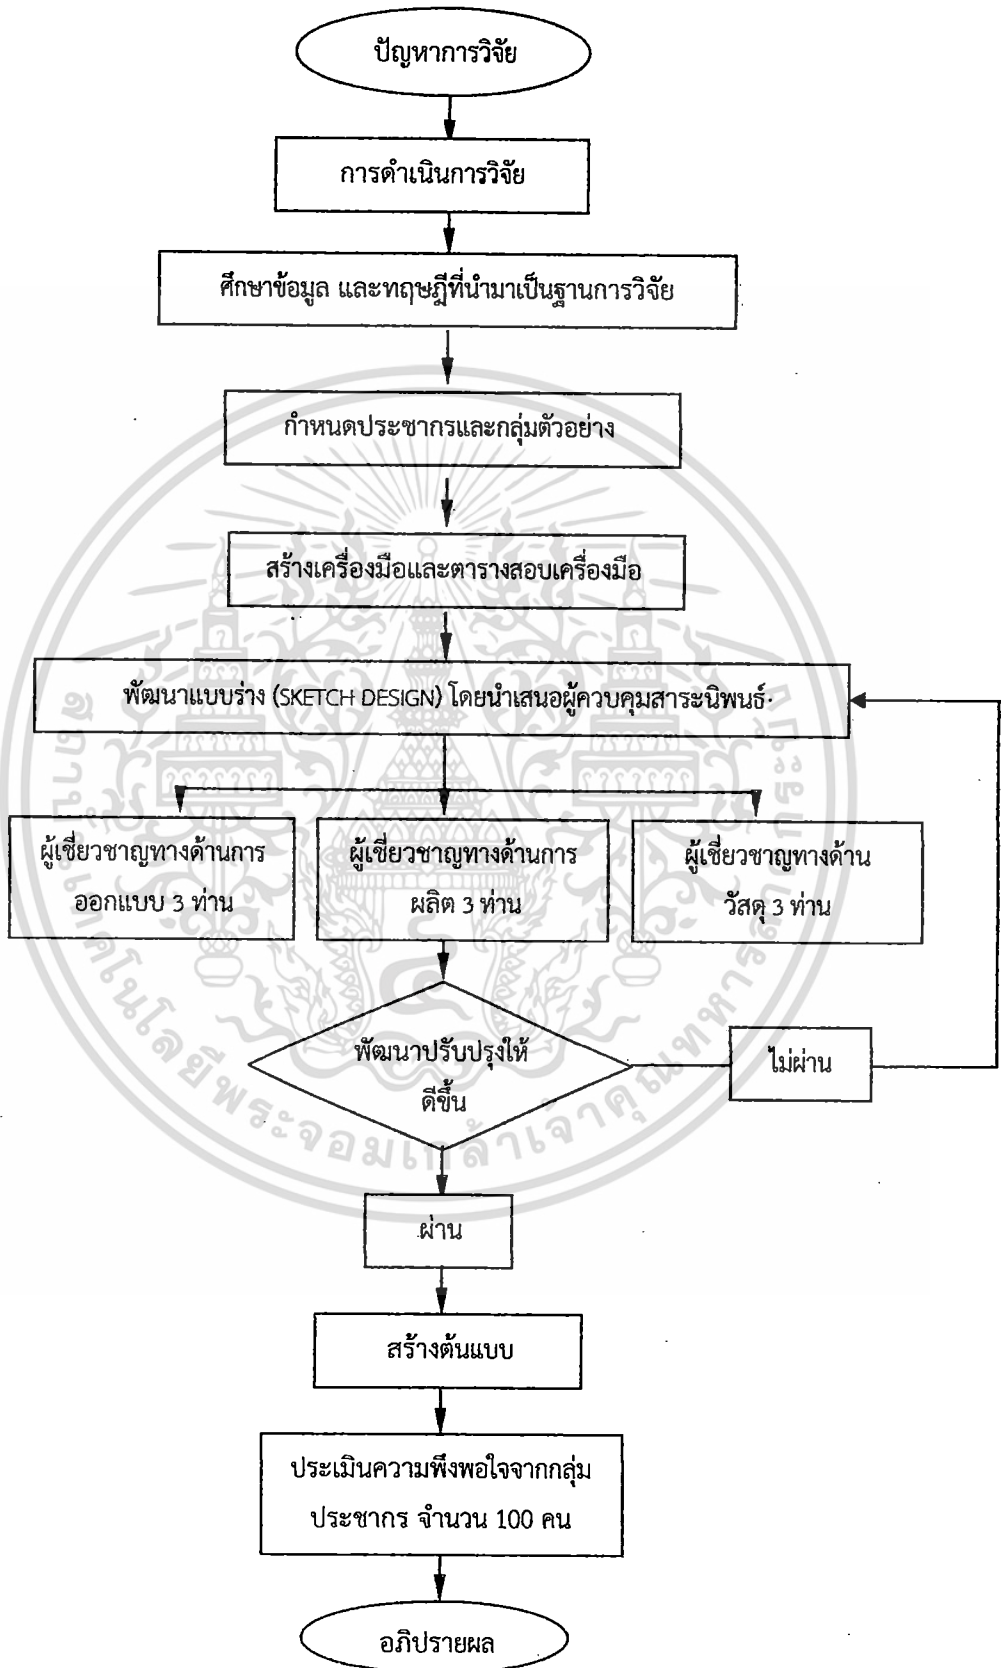 ปัญหาการวิจัย
การดำเนินการวิจัย
ศึกษาข้อมูล และทฤษฎีที่นำมาเป็นฐานการวิจัย
กำหนดประชากรและกลุ่มตัวอย่าง
สร้างเครื่องมือและตารางสอบเครื่องมือ
พัฒนาแบบร่าง (SKETCH DESIGN) โดยนำเสนอผู้ควบคุมสาระนิพนธ์
ผู้เชี่ยวชาญทางด้านการ
ออกแบบ 3 ท่าน
ผู้เชี่ยวชาญทางด้านการ
ผลิต 3 ท่าน
ผู้เชี่ยวชาญทางด้าน
วัสดุ 3 ท่าน
พัฒนาปรับปรุงให้
ดีขึ้น
ไม่ผ่าน
ผ่าน
สร้างต้นแบบ
ประเมินความพึงพอใจจากกลุ่ม
ประชากร จำนวน 100 คน
อภิปรายผล